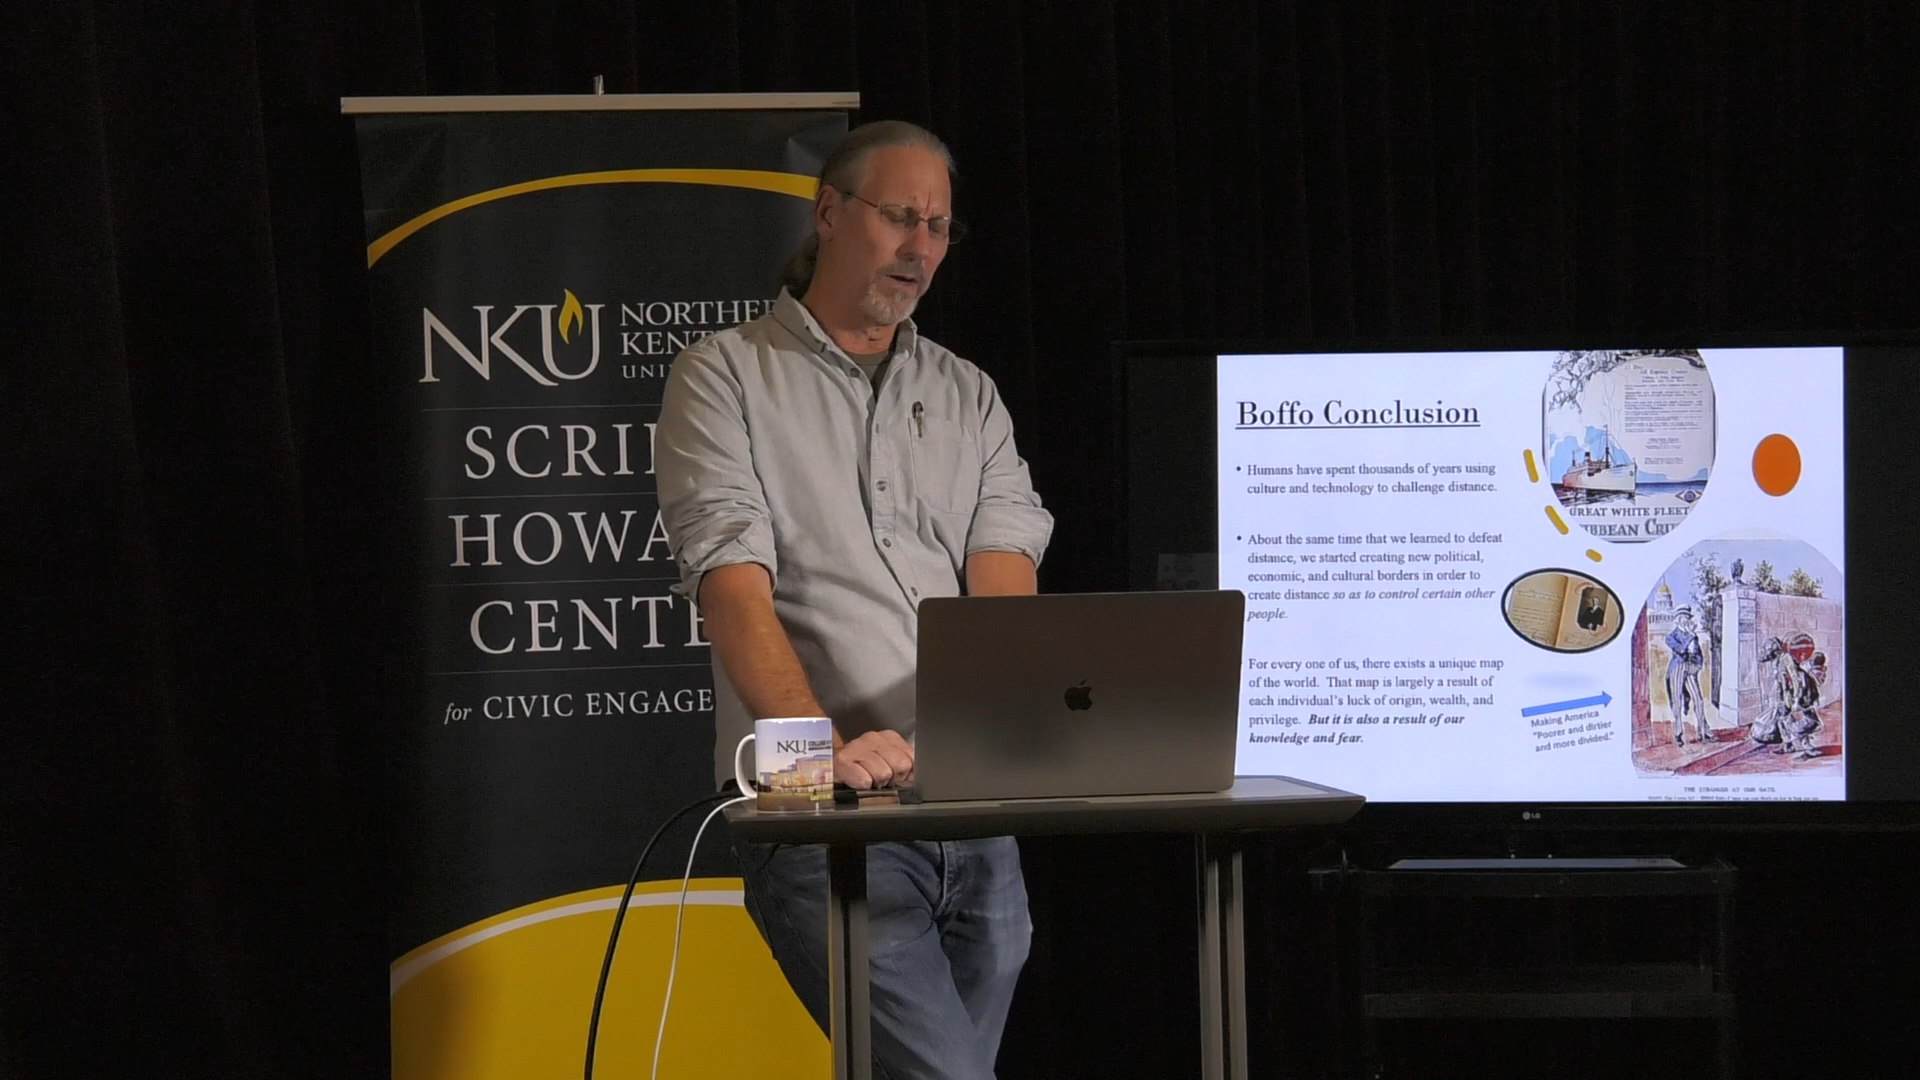 NKU
NORTHE
KENT
UNI
SCRI
HOWA
CENTE
for CIVIC ENGAGE
NKU
Boffo Conclusion
• Humans have spent thousands of years using
culture and technology to challenge distance.
• About the same time that we learned to defeat
distance, we started creating new political,
economic, and cultural borders in order to
create distance so as to control certain other
people.
For every one of us, there exists a unique map
of the world. That map is largely a result of
each individual's luck of origin, wealth, and
privilege. But it is also a result of our
knowledge and fear.
GREAT WHITE FLEET
BBEAN CRU
Making America
"Poorer and dirtier
and more divided."
THE STRANGER AT OUR GATE.
LG